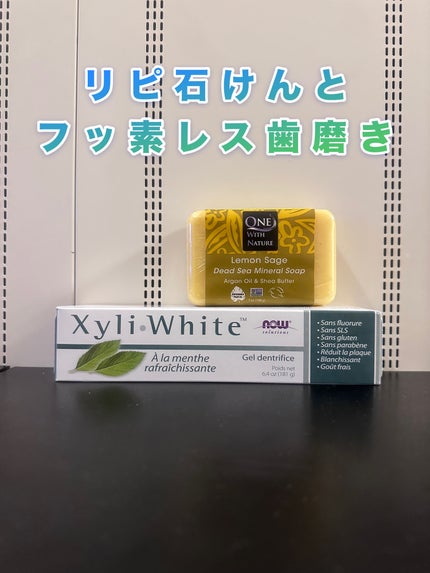 リピ石けんと
フッ素レス歯磨き
ONE
WITH
NATURE
Lemon Sage
Dead Sea Mineral Soap
Argan Oil & Shea Butter
Xyli·White™
now
solutions
À la menthe
rafraîchissante
Gel dentifrice
Poids net
6,4 oz (181 g)
• Sans fluorure
• Sans SLS
• Sans gluten
• Sans parabène
• Réduit la plaque
• Blanchissant
• Goût frais